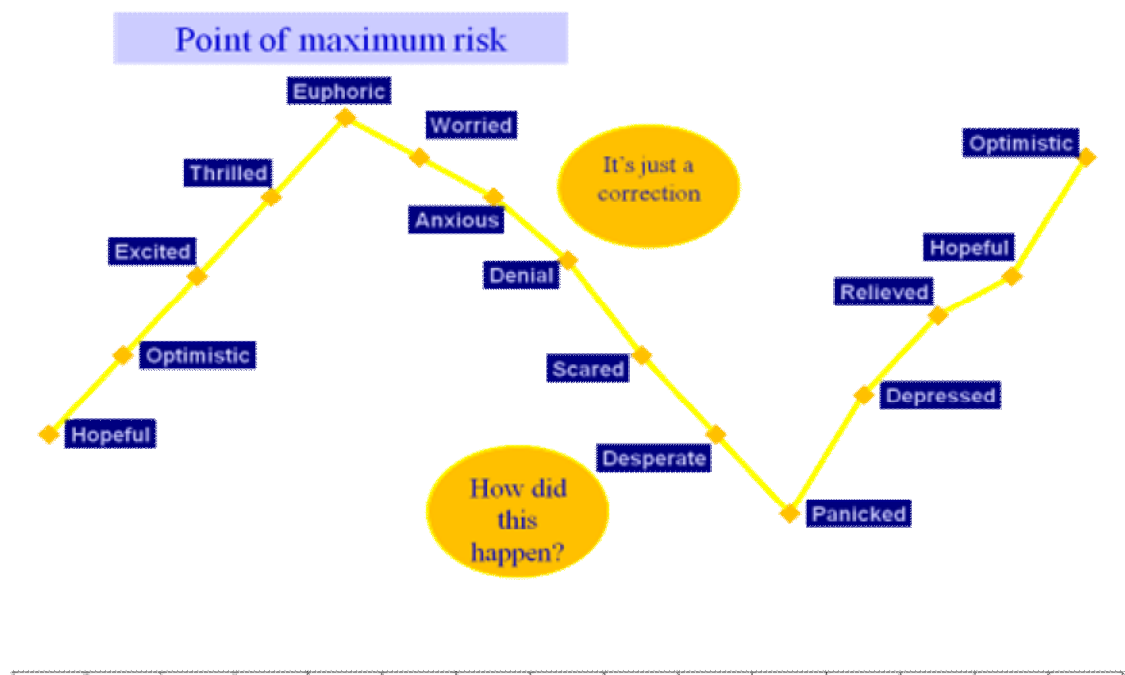 Point of maximum risk
Euphoric
Worried
Optimistic
It's just a
correction
Thrilled
Anxious
Excited
Hopeful
Denial
Relieved
Optimistic
Scared
Depressed
Hopeful
Desperate
How did
this
happen?
Panicked